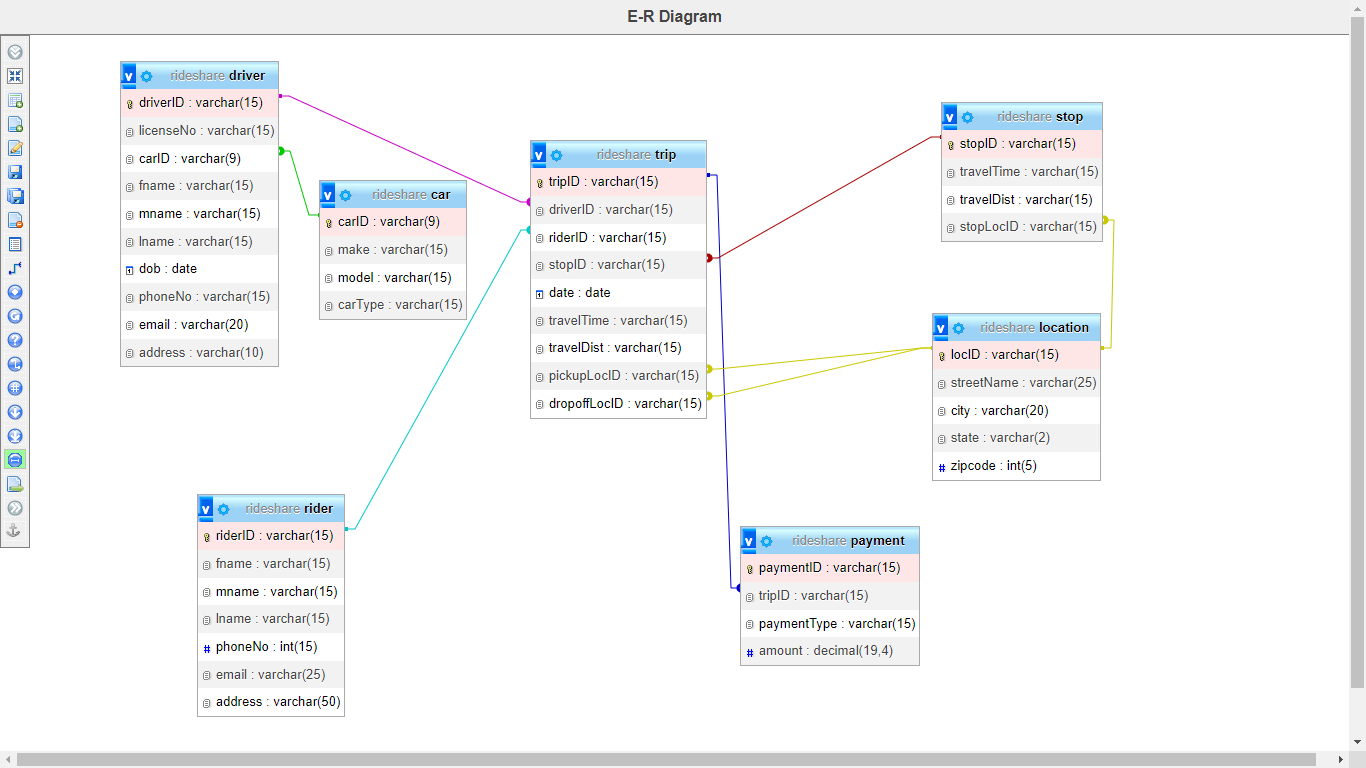 E-R Diagram
v rideshare driver
driverID : varchar(15)
licenseNo : varchar(15)
carID : varchar(9)
fname : varchar(15)
mname : varchar(15)
lname : varchar(15)
dob : date
phoneNo : varchar(15)
email : varchar(20)
address : varchar(10)
v rideshare car
carID : varchar(9)
make : varchar(15)
model : varchar(15)
carType : varchar(15)
v rideshare trip
tripID : varchar(15)
driverID : varchar(15)
riderID : varchar(15)
stopID : varchar(15)
date : date
travelTime : varchar(15)
travelDist : varchar(15)
pickupLocID : varchar(15)
dropoffLocID : varchar(15)
v rideshare stop
stopID : varchar(15)
travelTime : varchar(15)
travelDist : varchar(15)
stopLocID : varchar(15)
v rideshare location
locID : varchar(15)
streetName : varchar(25)
city : varchar(20)
state : varchar(2)
# zipcode : int(5)
v rideshare rider
riderID : varchar(15)
fname : varchar(15)
mname : varchar(15)
lname : varchar(15)
# phoneNo : int(15)
email : varchar(25)
address : varchar(50)
v rideshare payment
paymentID : varchar(15)
tripID : varchar(15)
paymentType : varchar(15)
# amount : decimal(19,4)